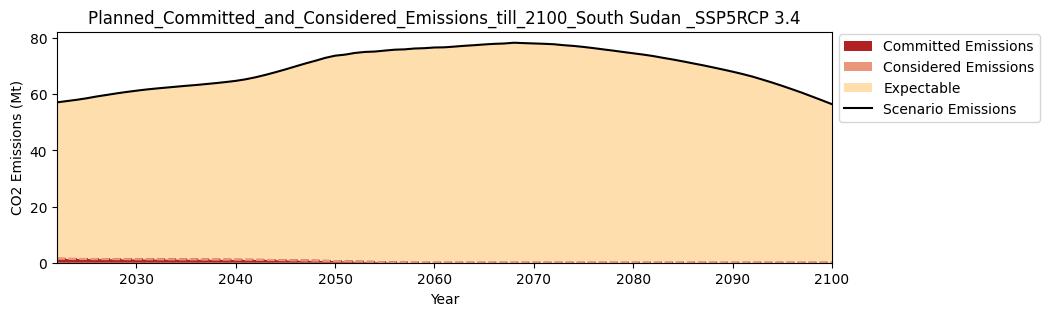 Planned_Committed_and_Considered_Emissions_till_2100_South Sudan _SSP5RCP 3.4
CO2 Emissions (Mt)
80
60
40
20
0
2030
2040
2050
2060
2070
2080
2090
2100
Year
Committed Emissions
Considered Emissions
Expectable
Scenario Emissions